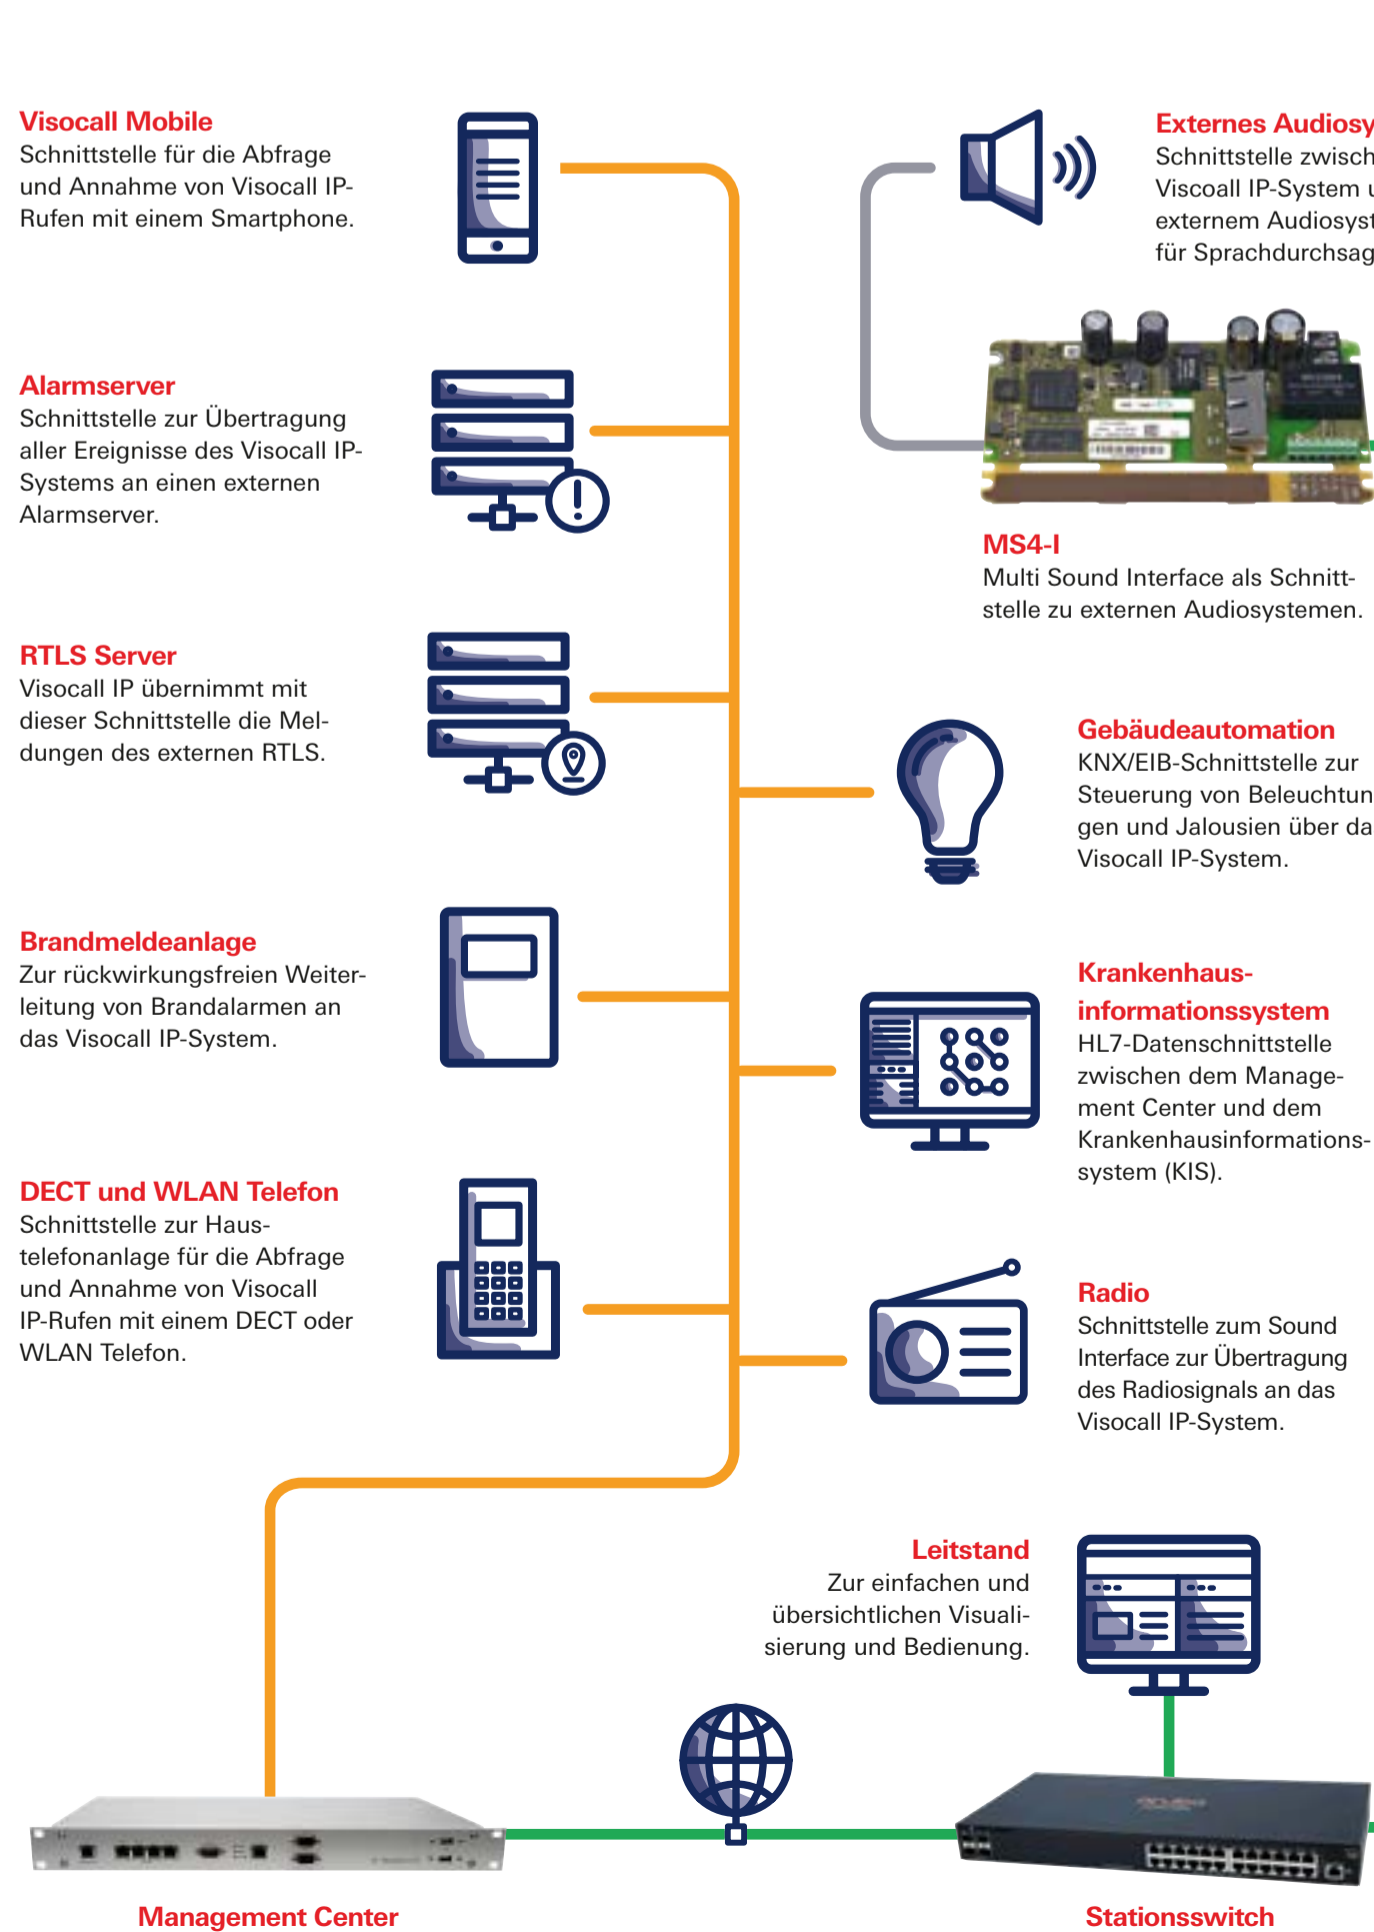 Visocall Mobile
Schnittstelle für die Abfrage
und Annahme von Visocall IP-
Rufen mit einem Smartphone.
Alarmserver
Schnittstelle zur Übertragung
aller Ereignisse des Visocall IP-
Systems an einen externen
Alarmserver.
RTLS Server
Visocall IP übernimmt mit
dieser Schnittstelle die Mel-
dungen des externen RTLS.
Brandmeldeanlage
Zur rückwirkungsfreien Weiter-
leitung von Brandalarmen an
das Visocall IP-System.
DECT und WLAN Telefon
Schnittstelle zur Haus-
telefonanlage für die Abfrage
und Annahme von Visocall
IP-Rufen mit einem DECT oder
WLAN Telefon.
Externes Audiosy
Schnittstelle zwisch
Viscoall IP-System u
externem Audiosyst
für Sprachdurchsag
MS4-I
Multi Sound Interface als Schnitt-
stelle zu externen Audiosystemen.
Gebäudeautomation
KNX/EIB-Schnittstelle zur
Steuerung von Beleuchtun
gen und Jalousien über da
Visocall IP-System.
Krankenhaus-
informationssystem
HL7-Datenschnittstelle
zwischen dem Manage-
ment Center und dem
Krankenhausinformations-
system (KIS).
Radio
Schnittstelle zum Sound
Interface zur Übertragung
des Radiosignals an das
Visocall IP-System.
Leitstand
Zur einfachen und
übersichtlichen Visuali-
sierung und Bedienung.
Management Center
Stationsswitch